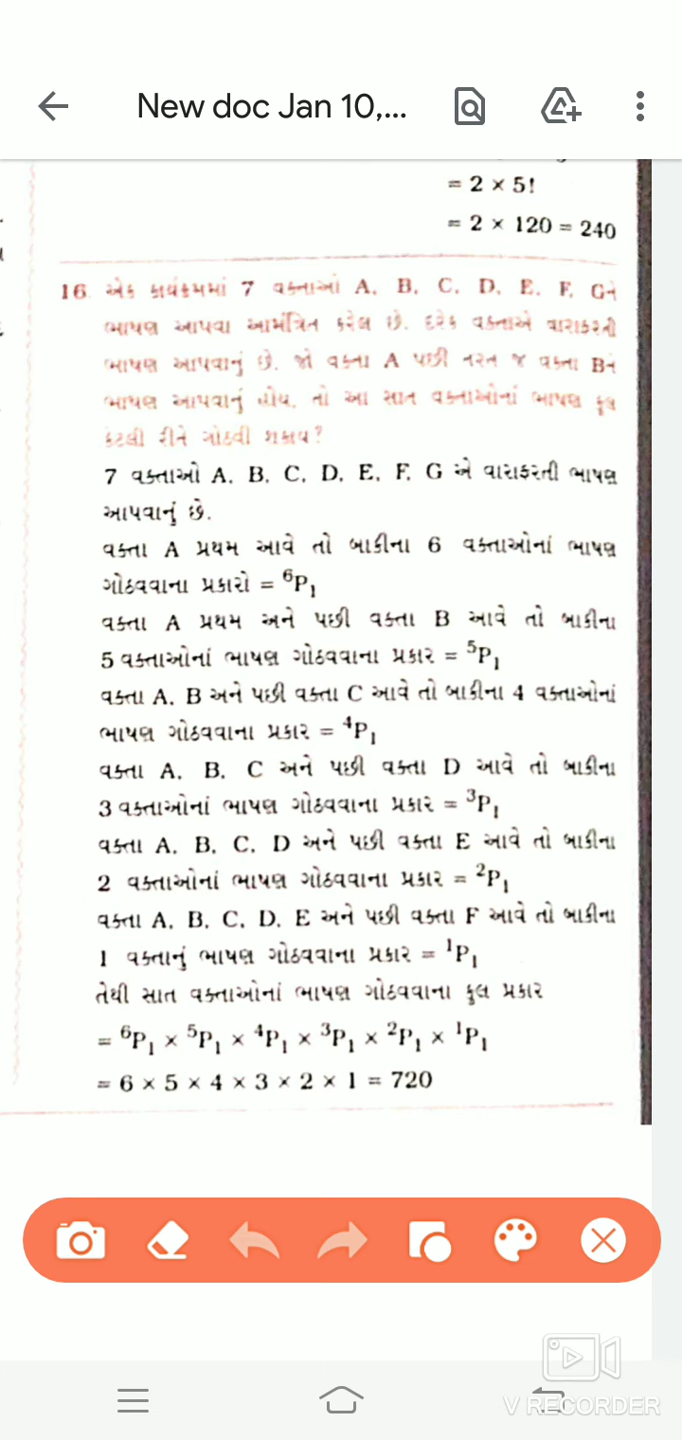 New doc Jan 10,...
= 2 × 5!
= 2 × 120 = 240
16. એક કાર્યક્રમમાં 7 વક્તાઓ A, B, C, D, E, F, Gને
ભાષણ આપવા આમંત્રિત કરેલ છે. દરેક વક્તાએ વારાફરતી
ભાષણ આપવાનું છે. જો વક્તા A પછી તરત જ વક્તા Bને
ભાષણ આપવાનું હોય, તો આ સાત વક્તાઓનાં ભાષણ કુલ
કેટલી રીતે ગોઠવી શકાય?
7 વક્તાઓ A, B, C, D, E, F, G એ વારાફરતી ભાષણ
આપવાનું છે.
વક્તા A પ્રથમ આવે તો બાકીના 6 વક્તાઓનાં ભાષણ
ગોઠવવાના પ્રકારો = ⁶P₁
વક્તા A પ્રથમ અને પછી વક્તા B આવે તો બાકીના
5 વક્તાઓનાં ભાષણ ગોઠવવાના પ્રકાર = ⁵P₁
વક્તા A, B અને પછી વક્તા C આવે તો બાકીના 4 વક્તાઓનાં
ભાષણ ગોઠવવાના પ્રકાર = ⁴P₁
વક્તા A, B, C અને પછી વક્તા D આવે તો બાકીના
3 વક્તાઓનાં ભાષણ ગોઠવવાના પ્રકાર = ³P₁
વક્તા A, B, C, D અને પછી વક્તા E આવે તો બાકીના
2 વક્તાઓનાં ભાષણ ગોઠવવાના પ્રકાર = ²P₁
વક્તા A, B, C, D, E અને પછી વક્તા F આવે તો બાકીના
1 વક્તાનું ભાષણ ગોઠવવાના પ્રકાર = ¹P₁
તેથી સાત વક્તાઓનાં ભાષણ ગોઠવવાના કુલ પ્રકાર
= ⁶P₁ × ⁵P₁ × ⁴P₁ × ³P₁ × ²P₁ × ¹P₁
= 6 × 5 × 4 × 3 × 2 × 1 = 720
V RECORDER